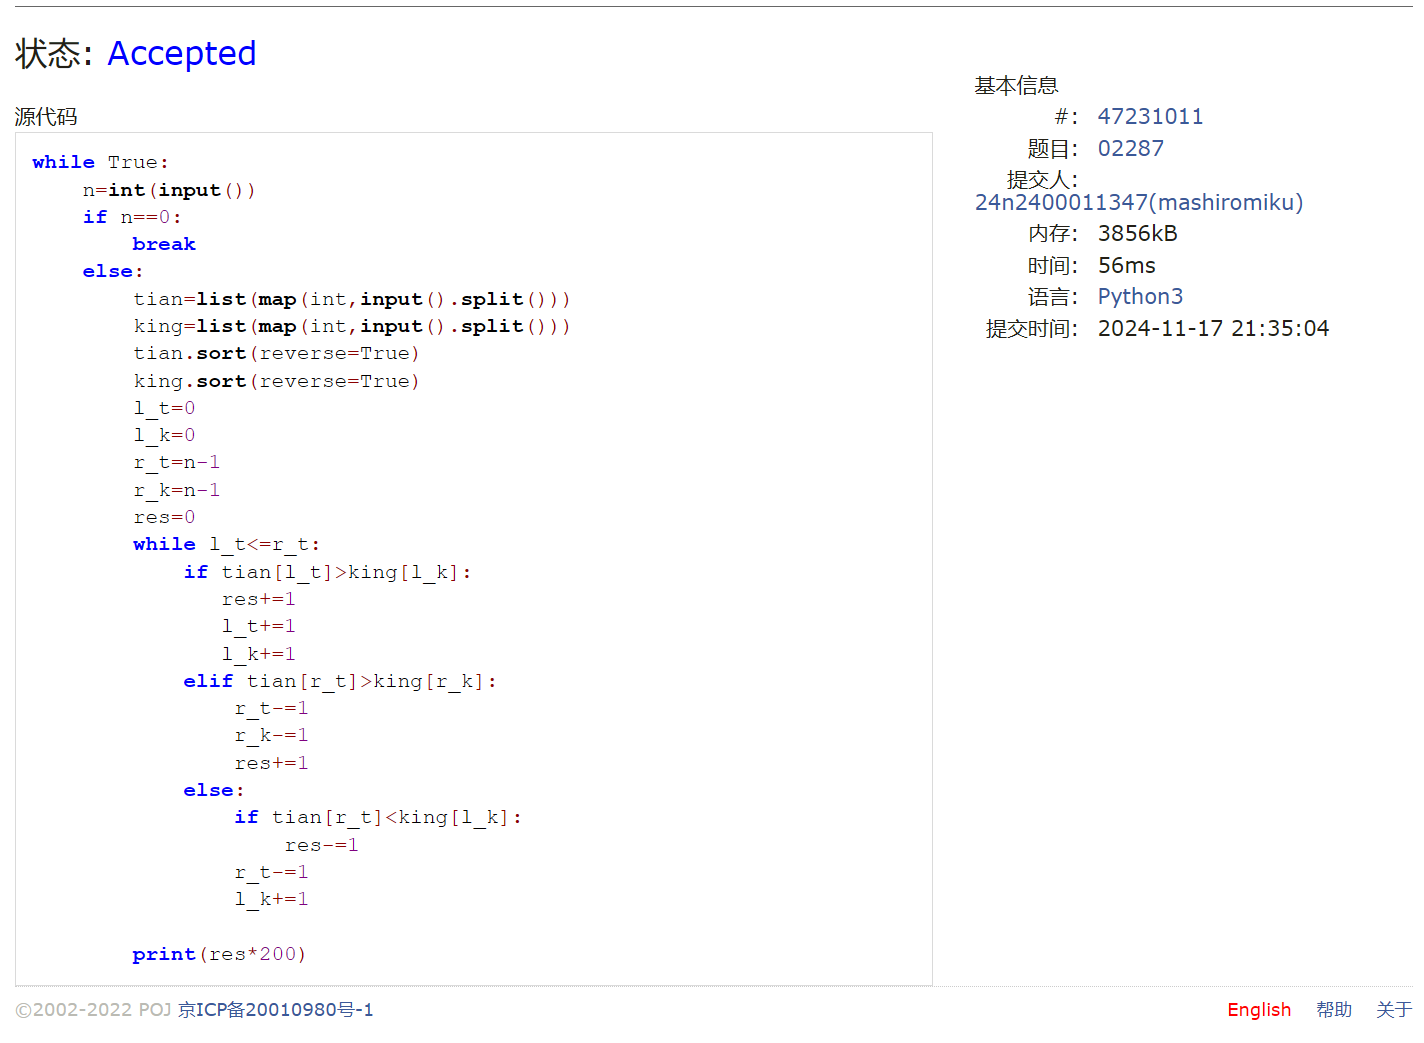 状态: Accepted
源代码
while True:
    n=int(input())
    if n==0:
        break
    else:
        tian=list(map(int,input().split()))
        king=list(map(int,input().split()))
        tian.sort(reverse=True)
        king.sort(reverse=True)
        l_t=0
        l_k=0
        r_t=n-1
        r_k=n-1
        res=0
        while l_t<=r_t:
            if tian[l_t]>king[l_k]:
               res+=1
               l_t+=1
               l_k+=1
            elif tian[r_t]>king[r_k]:
                r_t-=1
                r_k-=1
                res+=1
            else:
                if tian[r_t]<king[l_k]:
                    res-=1
                r_t-=1
                l_k+=1
        print(res*200)
基本信息
#: 47231011
题目: 02287
提交人:
24n2400011347(mashiromiku)
内存: 3856kB
时间: 56ms
语言: Python3
提交时间: 2024-11-17 21:35:04
©2002-2022 POJ 京ICP备20010980号-1
English 帮助 关于